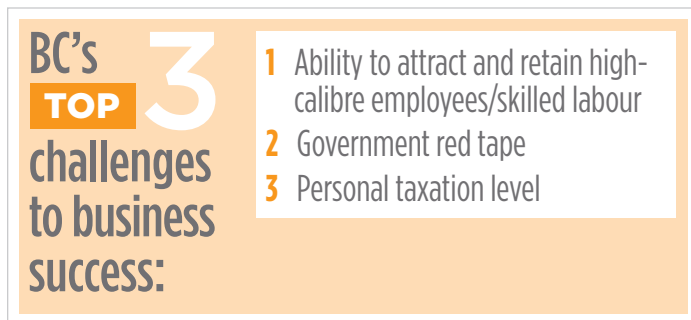 BC's
TOP 3
challenges
to business
success:
1 Ability to attract and retain high-
calibre employees/skilled labour
2 Government red tape
3 Personal taxation level